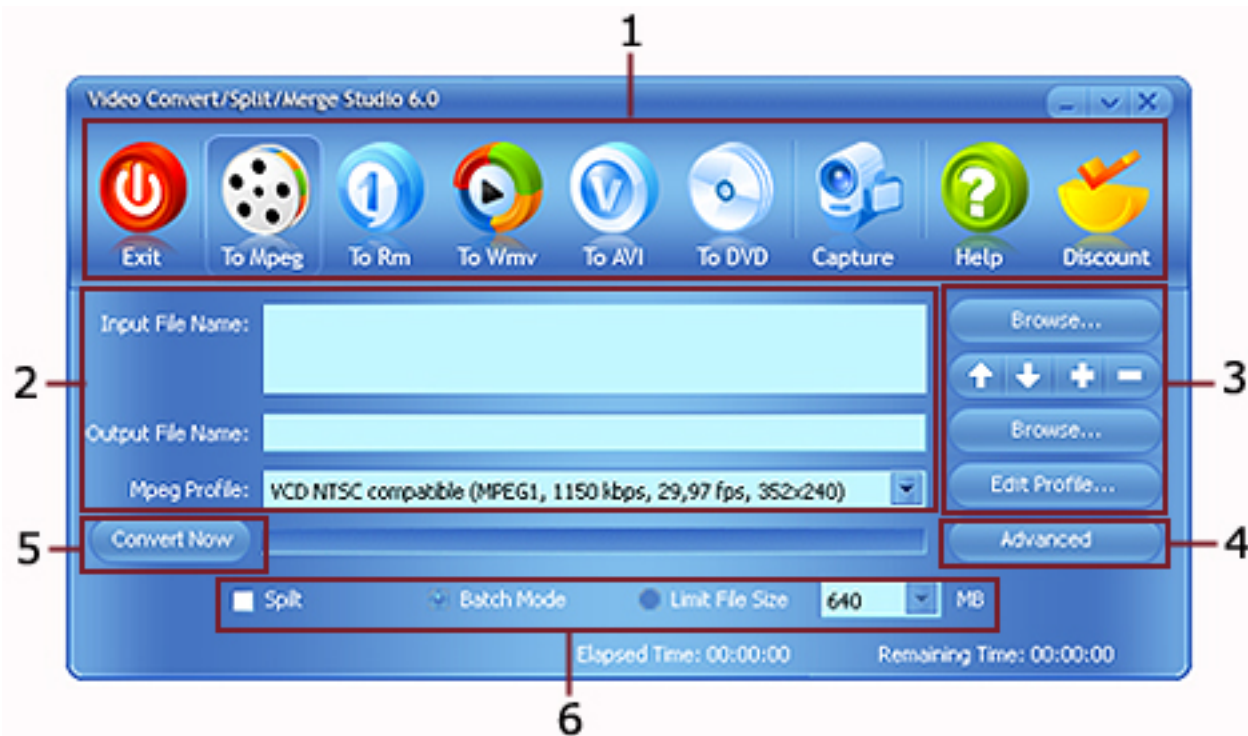 1
Video Convert/Split/Merge Studio 6.0
Exit To Mpeg To Rm To Wmv To AVI To DVD Capture Help Discount
Input File Name: Browse...
2 3
Output File Name: Browse...
Mpeg Profile: VCD NTSC compatible (MPEG1, 1150 kbps, 29,97 fps, 352x240) Edit Profile...
5 Convert Now Advanced 4
Split Batch Mode Limit File Size 640 MB
Elapsed Time: 00:00:00 Remaining Time: 00:00:00
6